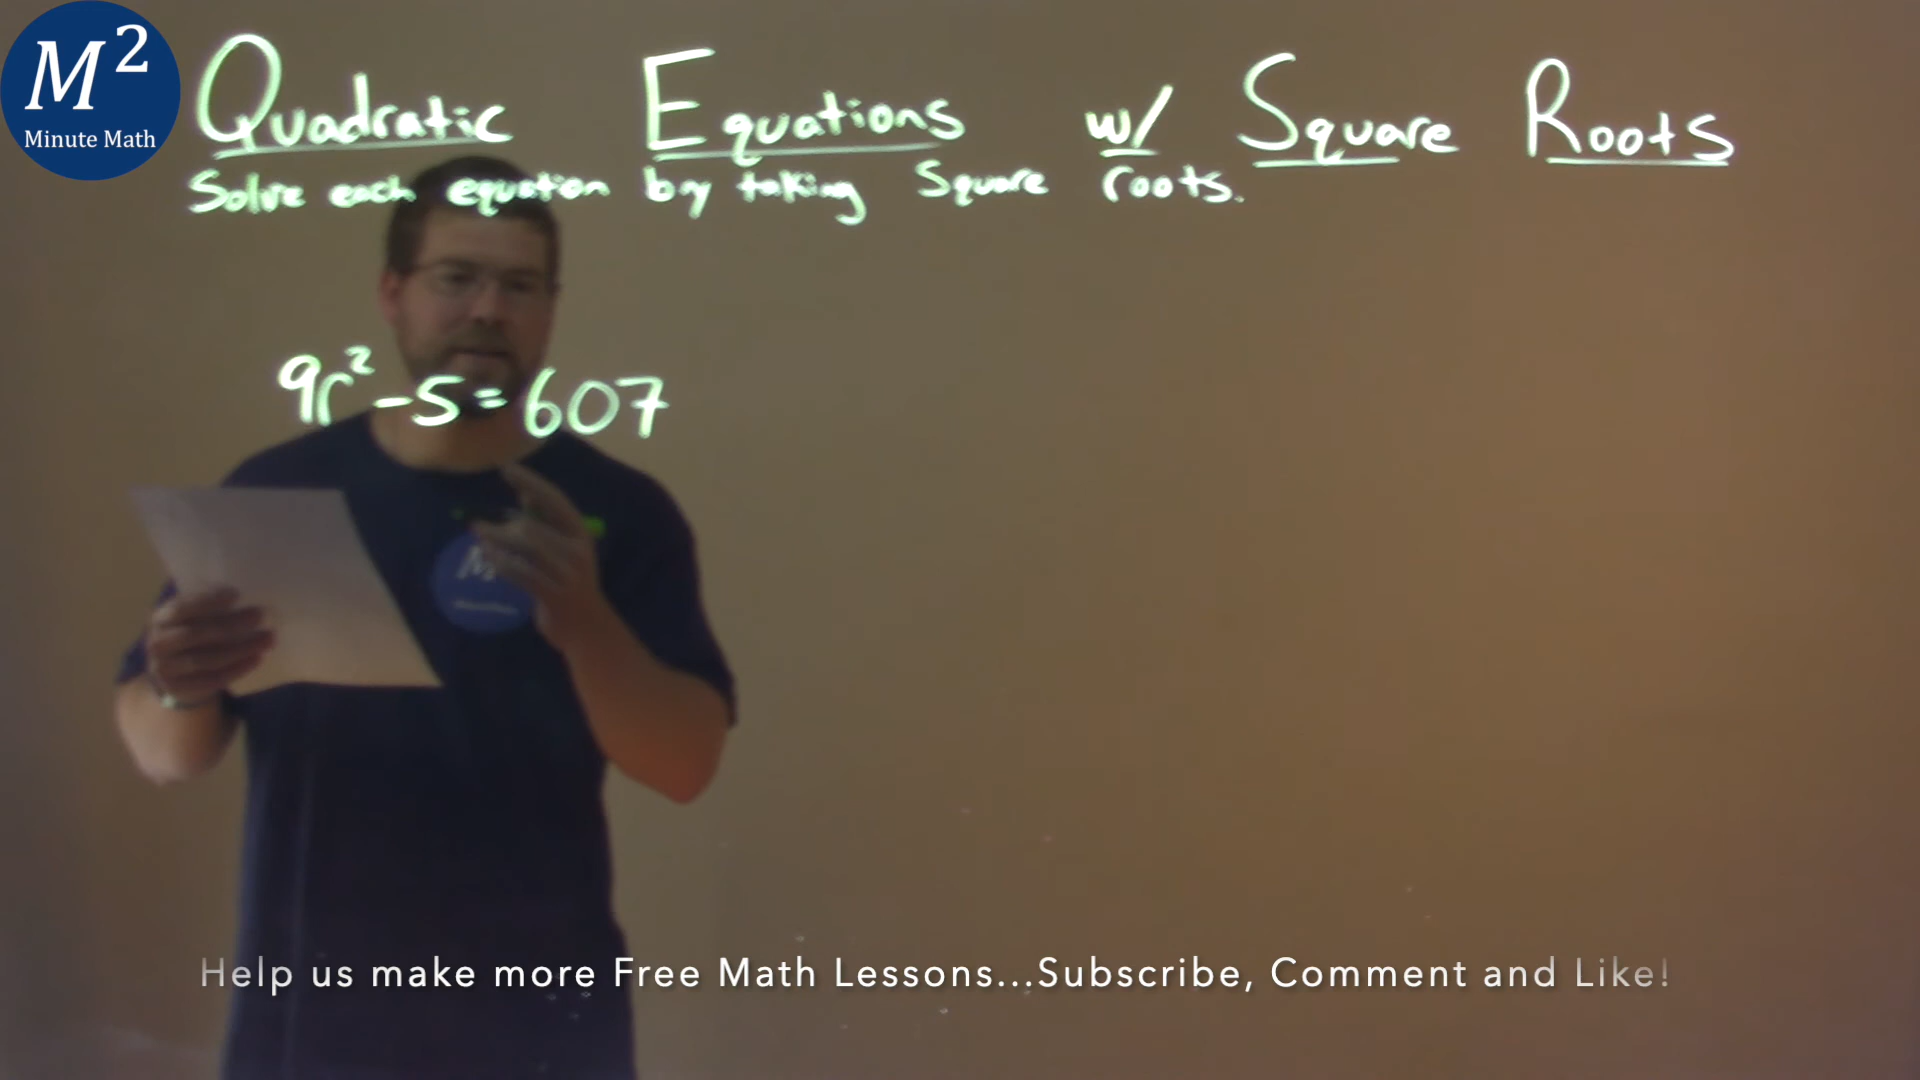 M²
Minute Math
Quadratic Equations w/ Square Roots
Solve each equation by taking Square roots.
9r² - 5 = 607
Help us make more Free Math Lessons...Subscribe, Comment and Like!